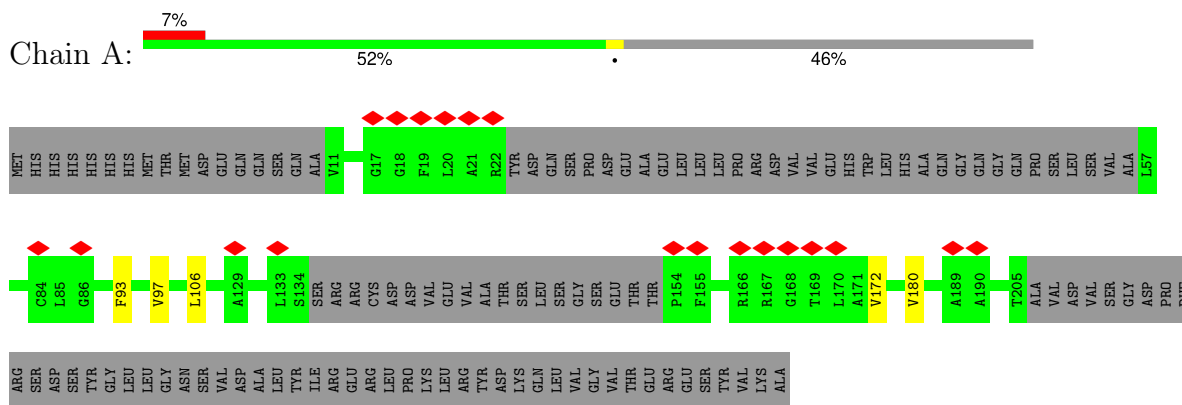 Chain A: 7% 52% • 46%
MET HIS HIS HIS HIS HIS HIS MET THR MET ASP GLU GLN GLN SER GLN ALA V11 G17 G18 F19 L20 A21 R22 TYR ASP GLN SER PRO ASP GLU ALA GLU LEU LEU LEU PRO ARG ASP VAL VAL GLU HIS TRP LEU HIS ALA GLN GLY GLN GLY GLN PRO SER LEU SER VAL ALA L57
C84 L85 G86 F93 V97 L106 A129 L133 S134 SER ARG ARG CYS ASP ASP VAL GLU VAL ALA THR SER LEU SER GLY SER GLU THR THR P154 F155 R166 R167 G168 T169 L170 A171 V172 V180 A189 A190 T205 ALA VAL ASP VAL SER GLY ASP PRO
ARG SER ASP SER TYR GLY LEU LEU GLY ASN SER VAL ASP ALA LEU TYR ILE ARG GLU ARG LEU PRO LYS LEU ARG TYR ASP LYS GLN LEU VAL GLY VAL THR GLU ARG GLU SER TYR VAL LYS ALA